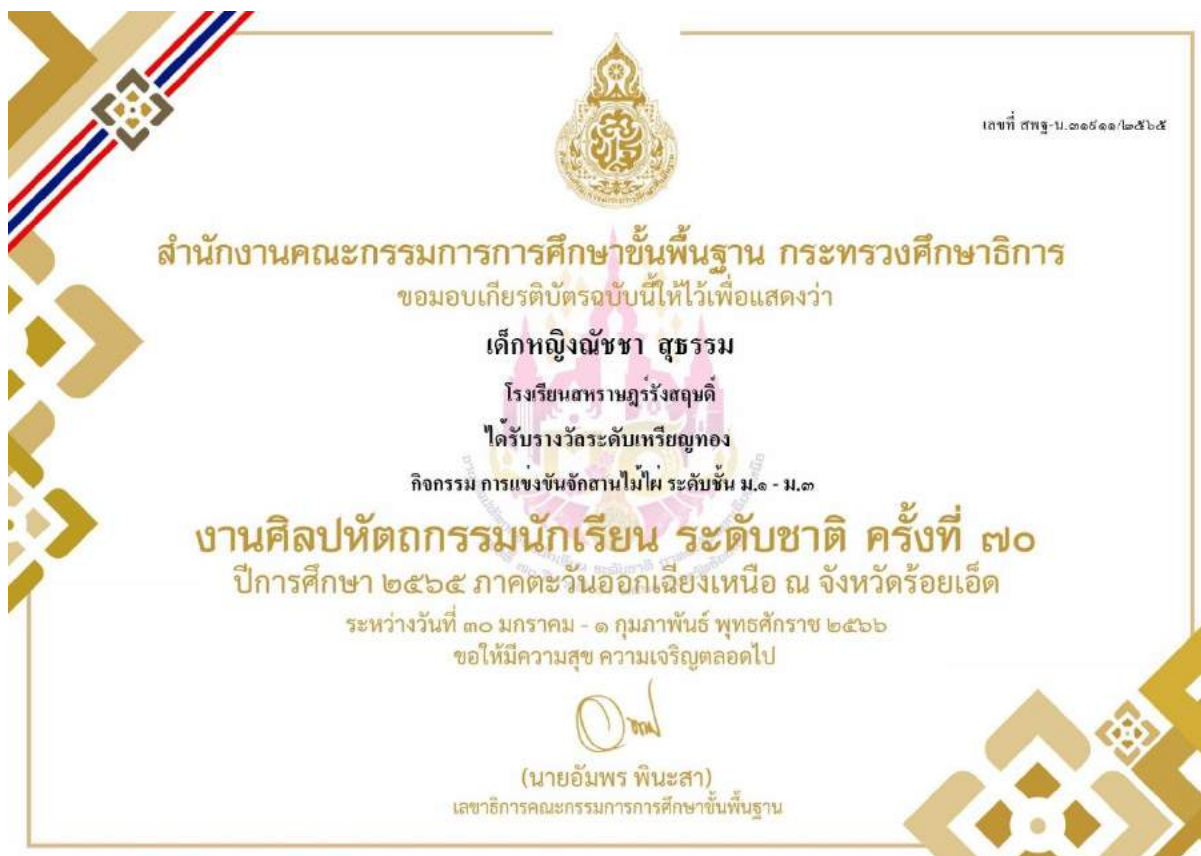 เลขที่ สพฐ-บ.๓๑๙๑๑/๒๕๖๕
สำนักงานคณะกรรมการการศึกษาขั้นพื้นฐาน กระทรวงศึกษาธิการ
ขอมอบเกียรติบัตรฉบับนี้ให้ไว้เพื่อแสดงว่า
เด็กหญิงณัชชา สุธรรม
โรงเรียนสหราษฎร์รังสฤษดิ์
ได้รับรางวัลระดับเหรียญทอง
กิจกรรม การแข่งขันจักสานไม้ไผ่ ระดับชั้น ม.๑ - ม.๓
งานศิลปหัตถกรรมนักเรียน ระดับชาติ ครั้งที่ ๗๐
ปีการศึกษา ๒๕๖๕ ภาคตะวันออกเฉียงเหนือ ณ จังหวัดร้อยเอ็ด
ระหว่างวันที่ ๓๐ มกราคม - ๑ กุมภาพันธ์ พุทธศักราช ๒๕๖๖
ขอให้มีความสุข ความเจริญตลอดไป
(นายอัมพร พินะสา)
เลขาธิการคณะกรรมการการศึกษาขั้นพื้นฐาน